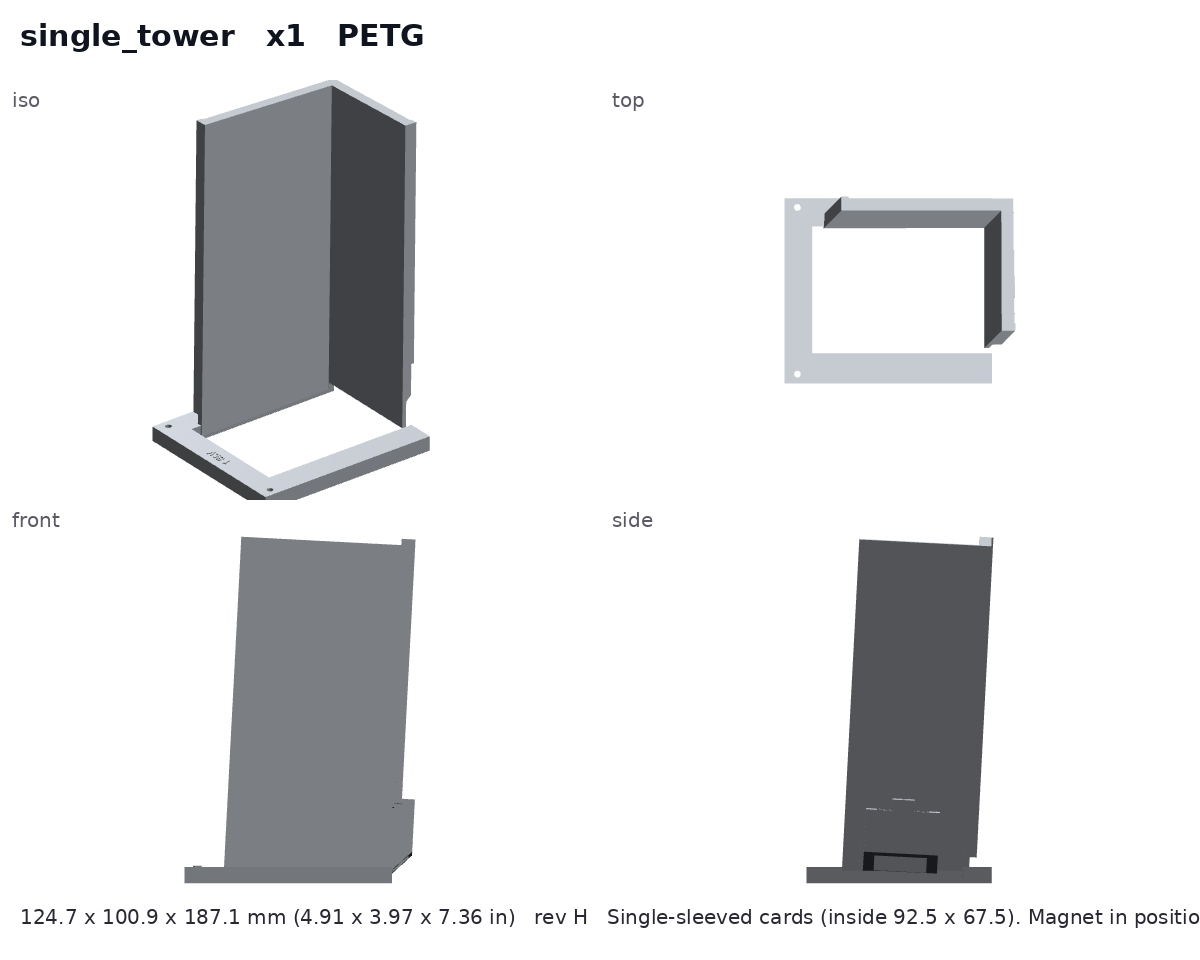 single_tower x1 PETG
iso
top
front
side
124.7 x 100.9 x 187.1 mm (4.91 x 3.97 x 7.36 in) rev H Single-sleeved cards (inside 92.5 x 67.5). Magnet in positio